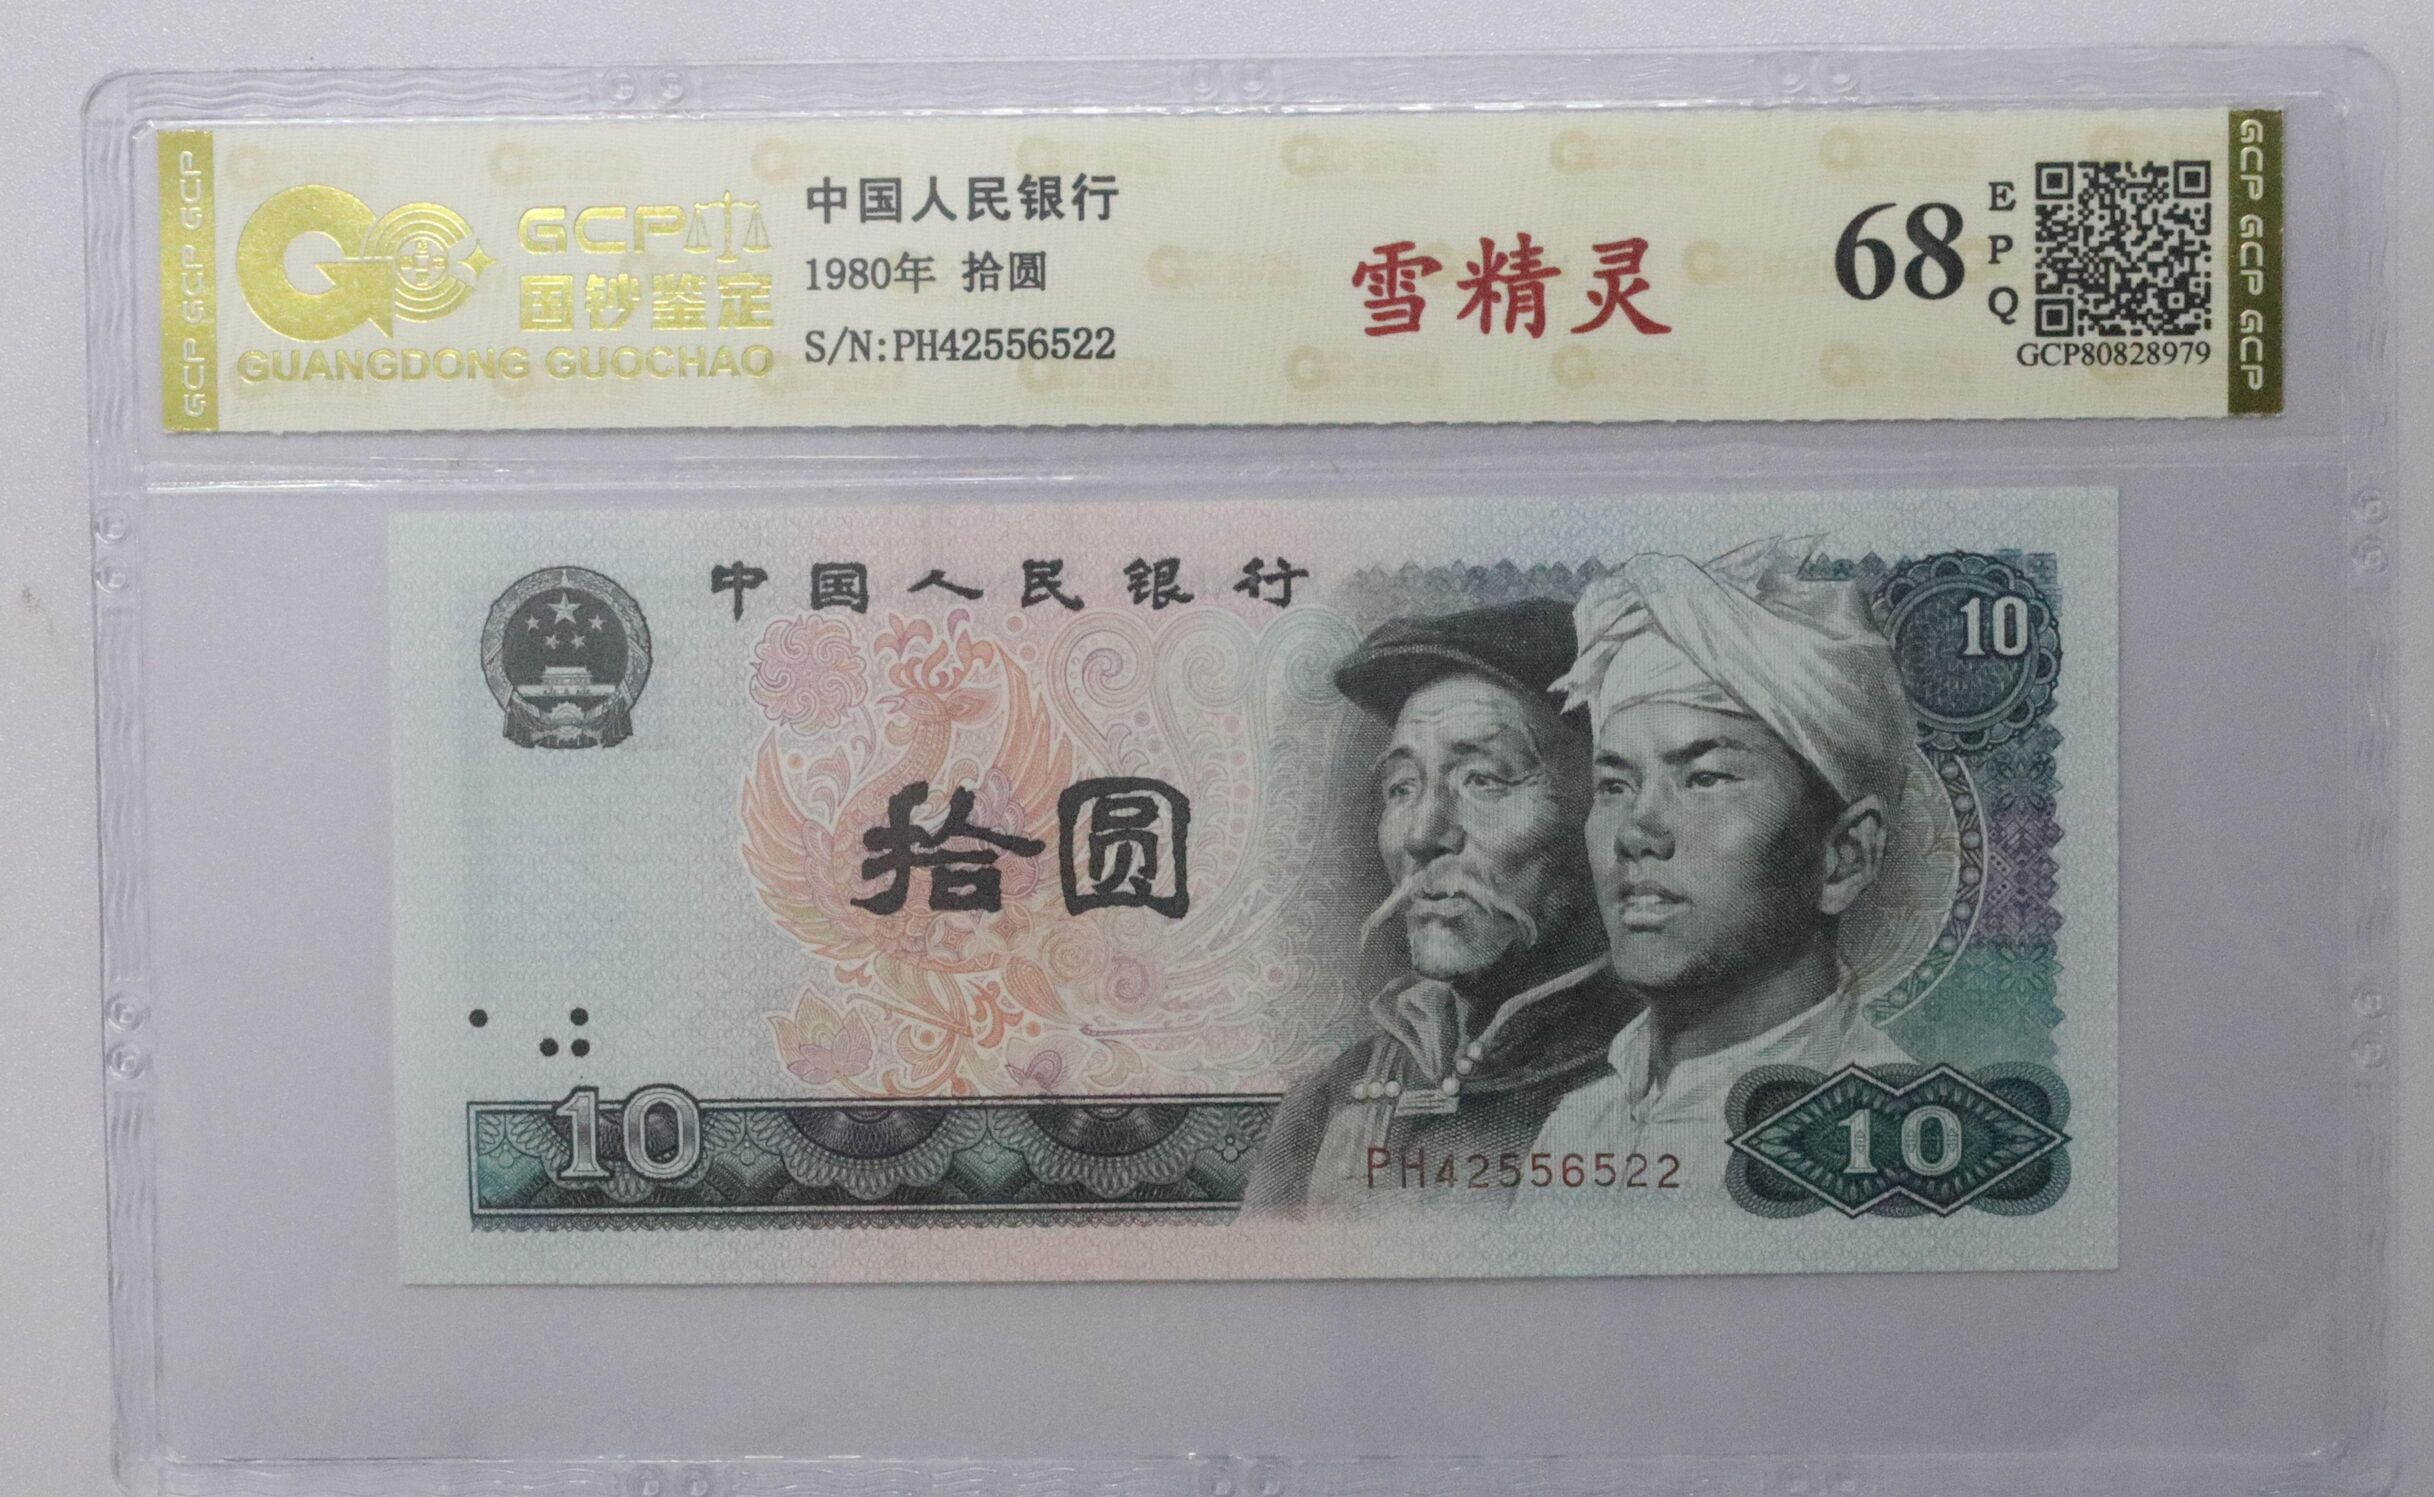 GCP GCP GCP
GCP
国钞鉴定
GUANGDONG GUOCHAO
中国人民银行
1980年 拾圆
S/N:PH42556522
雪精灵
68
E
P
Q
GCP80828979
GCP GCP GCP GCP
中国人民银行
10
拾圆
10
PH42556522
10